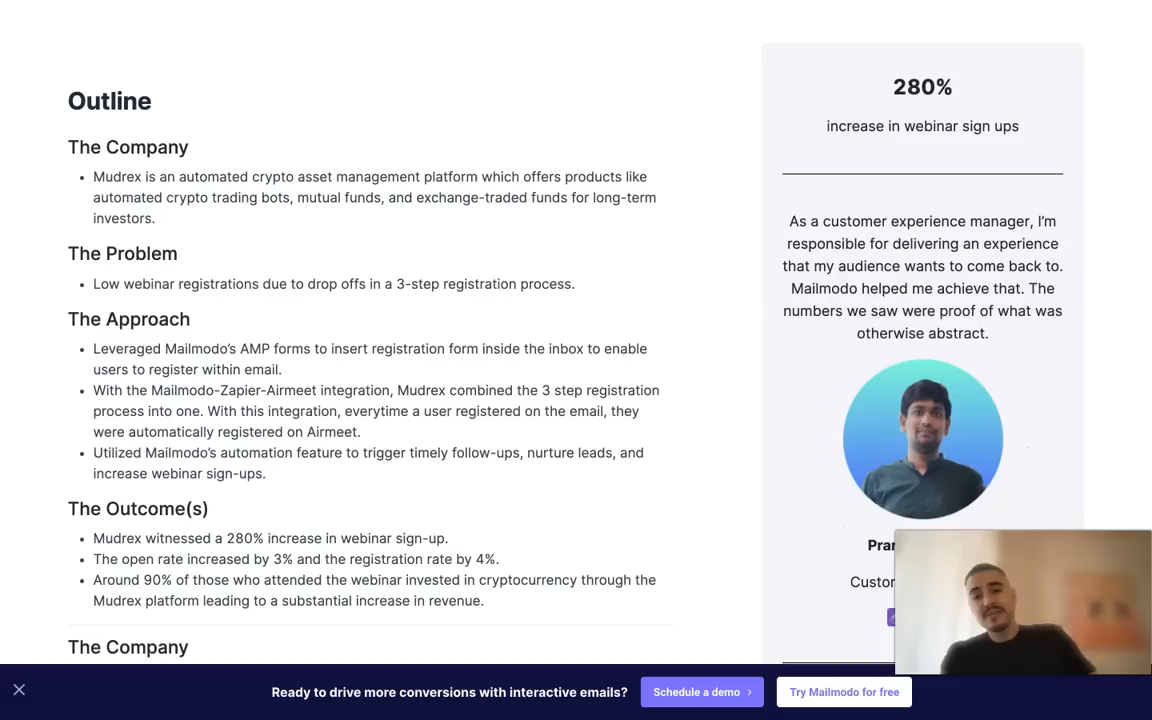 Outline
The Company
• Mudrex is an automated crypto asset management platform which offers products like
automated crypto trading bots, mutual funds, and exchange-traded funds for long-term
investors.
The Problem
• Low webinar registrations due to drop offs in a 3-step registration process.
The Approach
• Leveraged Mailmodo’s AMP forms to insert registration form inside the inbox to enable
users to register within email.
• With the Mailmodo-Zapier-Airmeet integration, Mudrex combined the 3 step registration
process into one. With this integration, everytime a user registered on the email, they
were automatically registered on Airmeet.
• Utilized Mailmodo’s automation feature to trigger timely follow-ups, nurture leads, and
increase webinar sign-ups.
The Outcome(s)
• Mudrex witnessed a 280% increase in webinar sign-up.
• The open rate increased by 3% and the registration rate by 4%.
• Around 90% of those who attended the webinar invested in cryptocurrency through the
Mudrex platform leading to a substantial increase in revenue.
The Company
280%
increase in webinar sign ups
As a customer experience manager, I’m
responsible for delivering an experience
that my audience wants to come back to.
Mailmodo helped me achieve that. The
numbers we saw were proof of what was
otherwise abstract.
Ready to drive more conversions with interactive emails?
Schedule a demo ›
Try Mailmodo for free